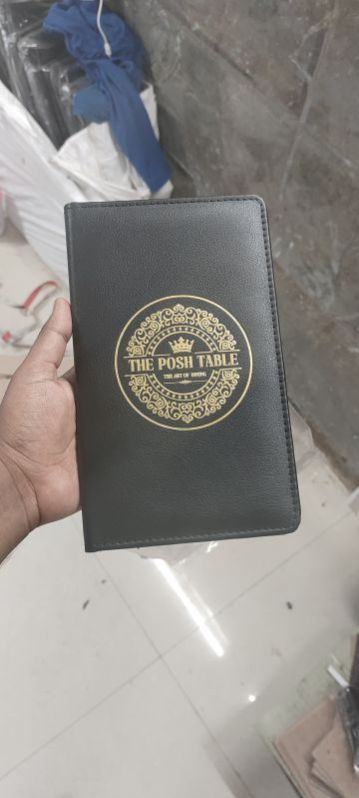 THE POSH TABLE
THE ART OF DINING